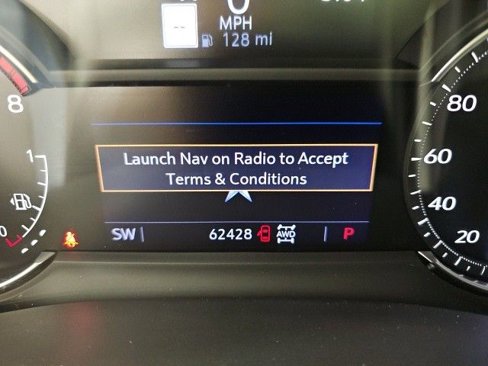 MPH
128 mi
8
1
0
80
60
40
20
Launch Nav on Radio to Accept
Terms & Conditions
SW
62428
AWD
P